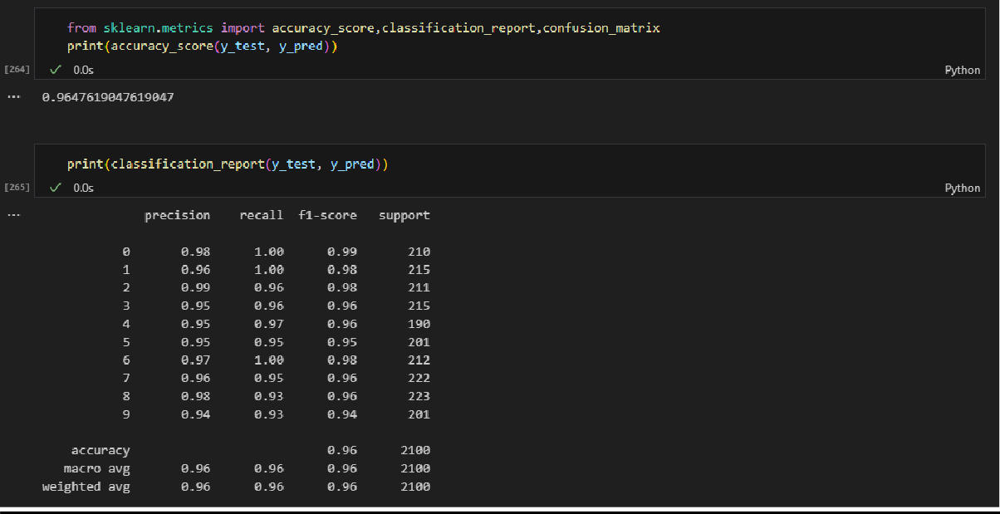 from sklearn.metrics import accuracy_score,classification_report,confusion_matrix
print(accuracy_score(y_test, y_pred))
[264] ✓ 0.0s Python
... 0.9647619047619047
print(classification_report(y_test, y_pred))
[265] ✓ 0.0s Python
... precision recall f1-score support
0 0.98 1.00 0.99 210
1 0.96 1.00 0.98 215
2 0.99 0.96 0.98 211
3 0.95 0.96 0.96 215
4 0.95 0.97 0.96 190
5 0.95 0.95 0.95 201
6 0.97 1.00 0.98 212
7 0.96 0.95 0.96 222
8 0.98 0.93 0.96 223
9 0.94 0.93 0.94 201
accuracy 0.96 2100
macro avg 0.96 0.96 0.96 2100
weighted avg 0.96 0.96 0.96 2100